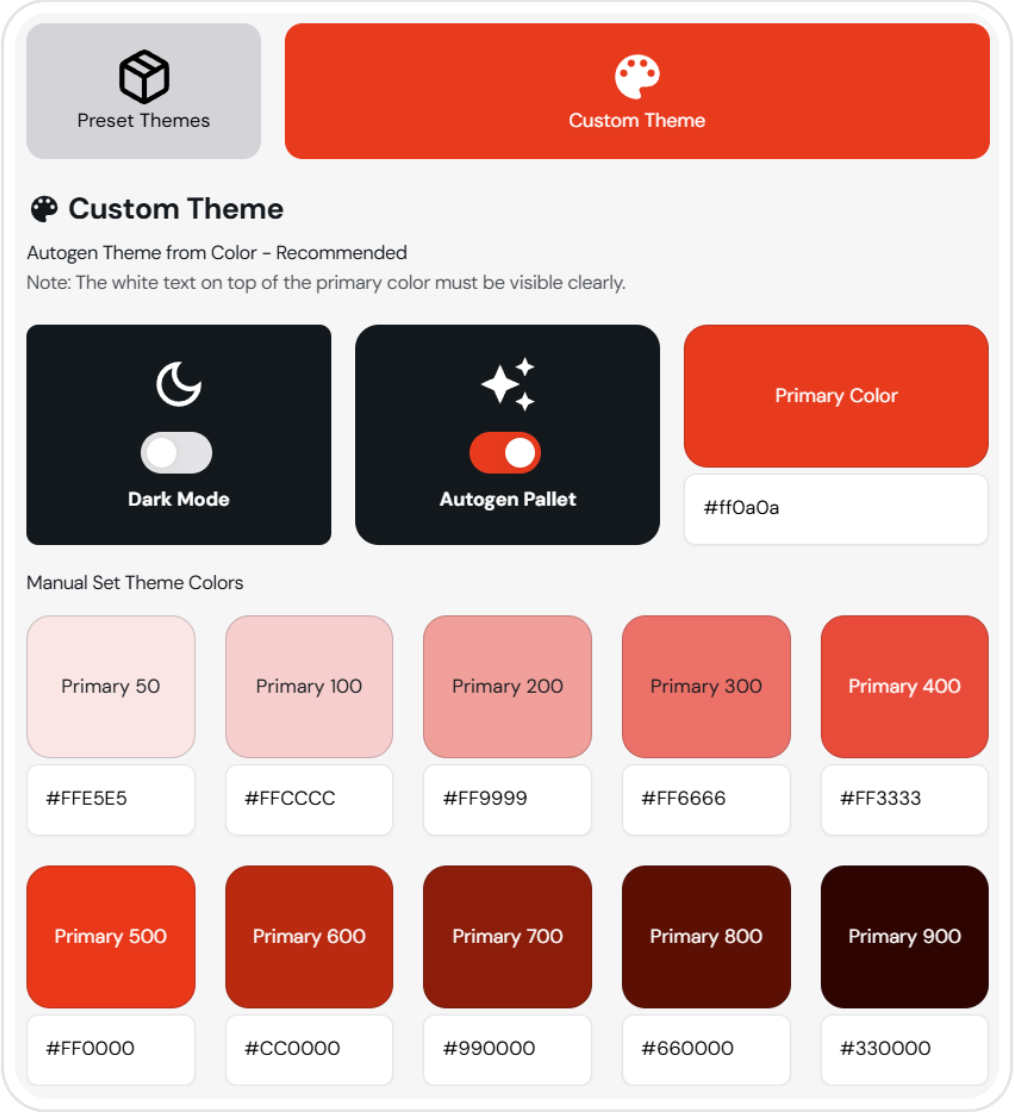 Preset Themes
Custom Theme
Custom Theme
Autogen Theme from Color - Recommended
Note: The white text on top of the primary color must be visible clearly.
Dark Mode
Autogen Pallet
Primary Color
#ff0a0a
Manual Set Theme Colors
Primary 50
Primary 100
Primary 200
Primary 300
Primary 400
#FFE5E5
#FFCCCC
#FF9999
#FF6666
#FF3333
Primary 500
Primary 600
Primary 700
Primary 800
Primary 900
#FF0000
#CC0000
#990000
#660000
#330000